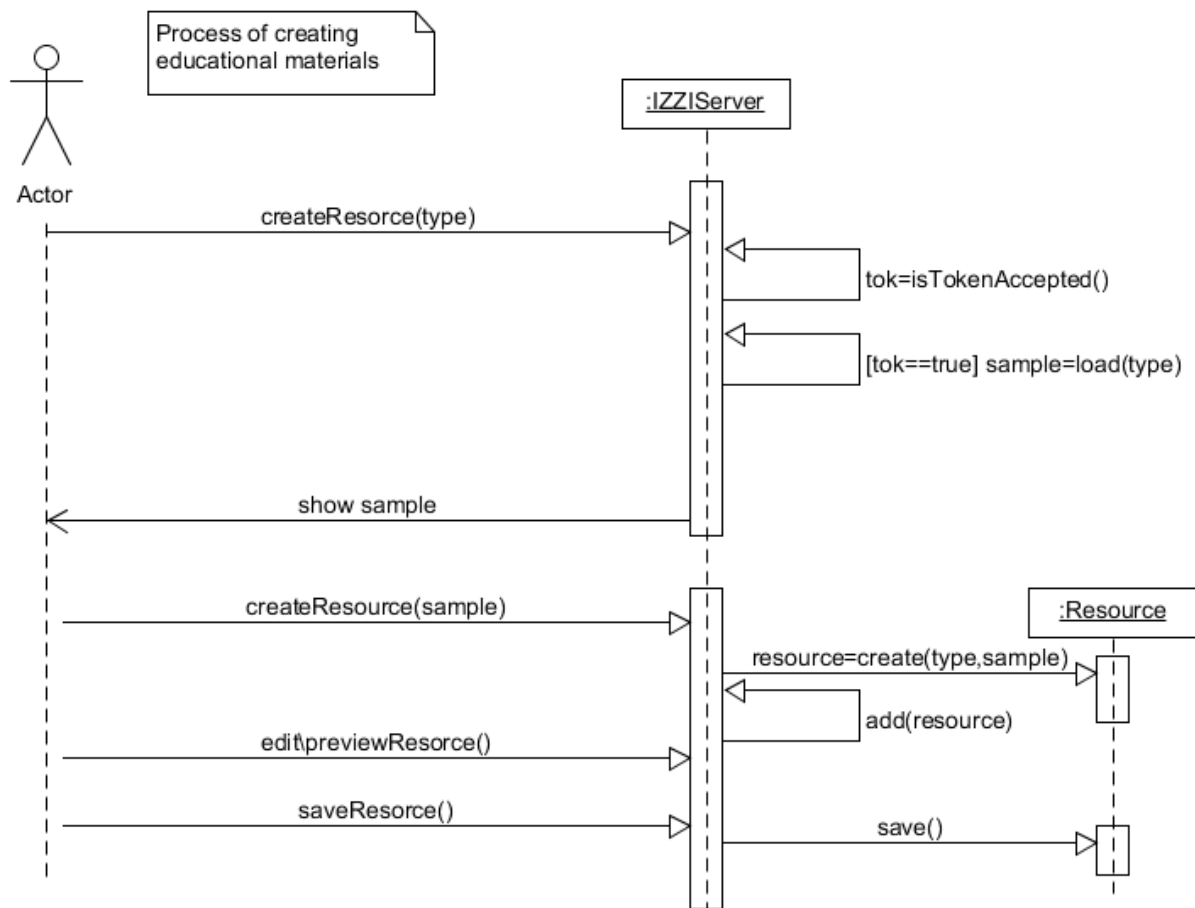 Process of creating
educational materials
:IZZIServer
Actor
createResorce(type)
tok=isTokenAccepted()
[tok==true] sample=load(type)
show sample
createResource(sample)
:Resource
resource=create(type,sample)
add(resource)
edit\previewResorce()
saveResorce()
save()